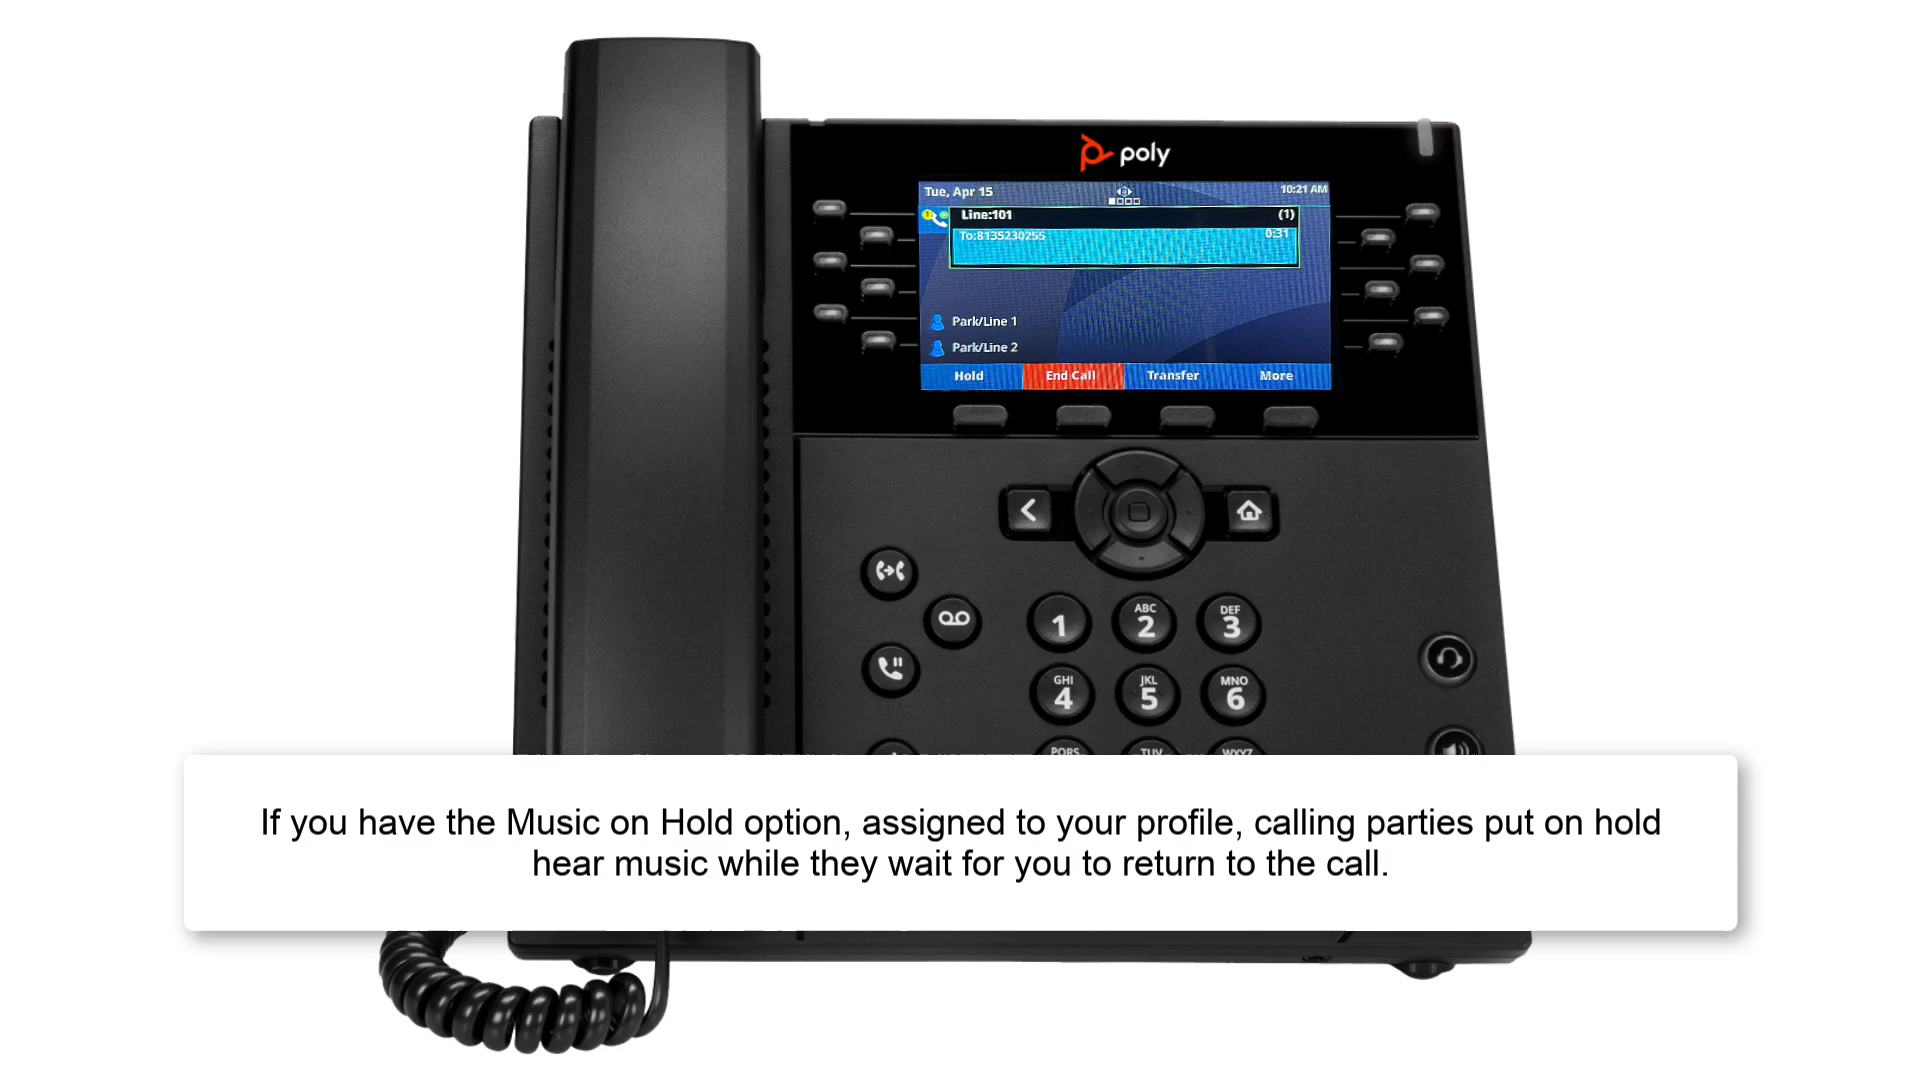 poly
Tue, Apr 15
10:21 AM
Line:101
(1)
To:8135230255
0:31
Park/Line 1
Park/Line 2
Hold
End Call
Transfer
More
1
ABC
2
DEF
3
GHI
4
JKL
5
MNO
6
PQRS
TUV
WXYZ
If you have the Music on Hold option, assigned to your profile, calling parties put on hold
hear music while they wait for you to return to the call.